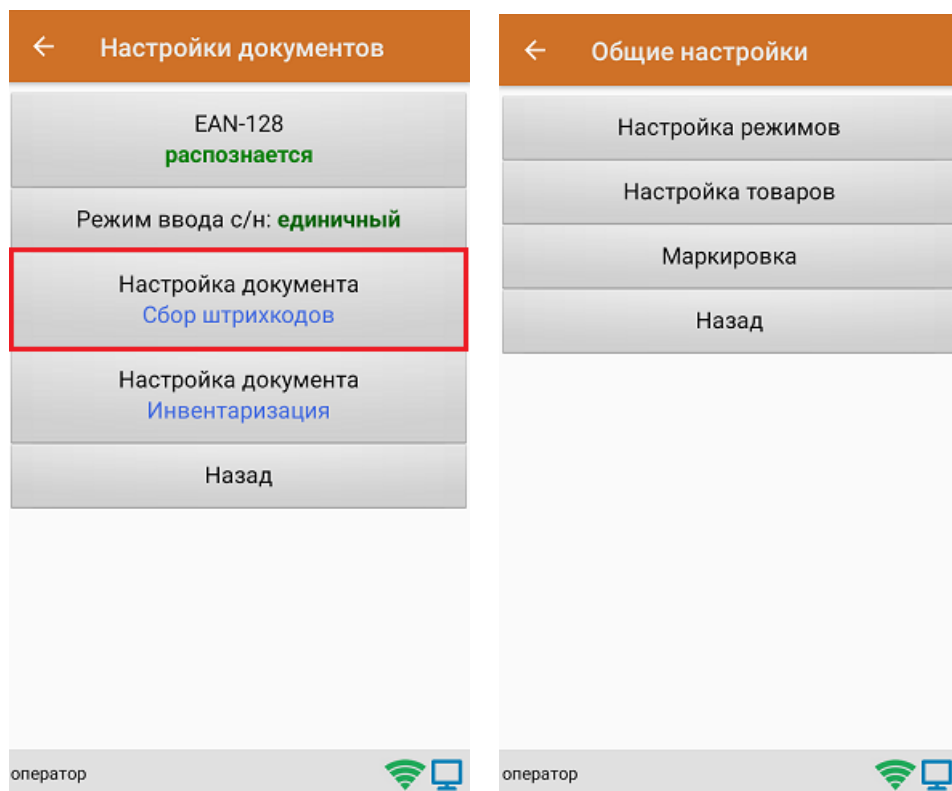 Настройки документов
EAN-128
распознается
Режим ввода с/н: единичный
Настройка документа
Сбор штрихкодов
Настройка документа
Инвентаризация
Назад
оператор
Общие настройки
Настройка режимов
Настройка товаров
Маркировка
Назад
оператор